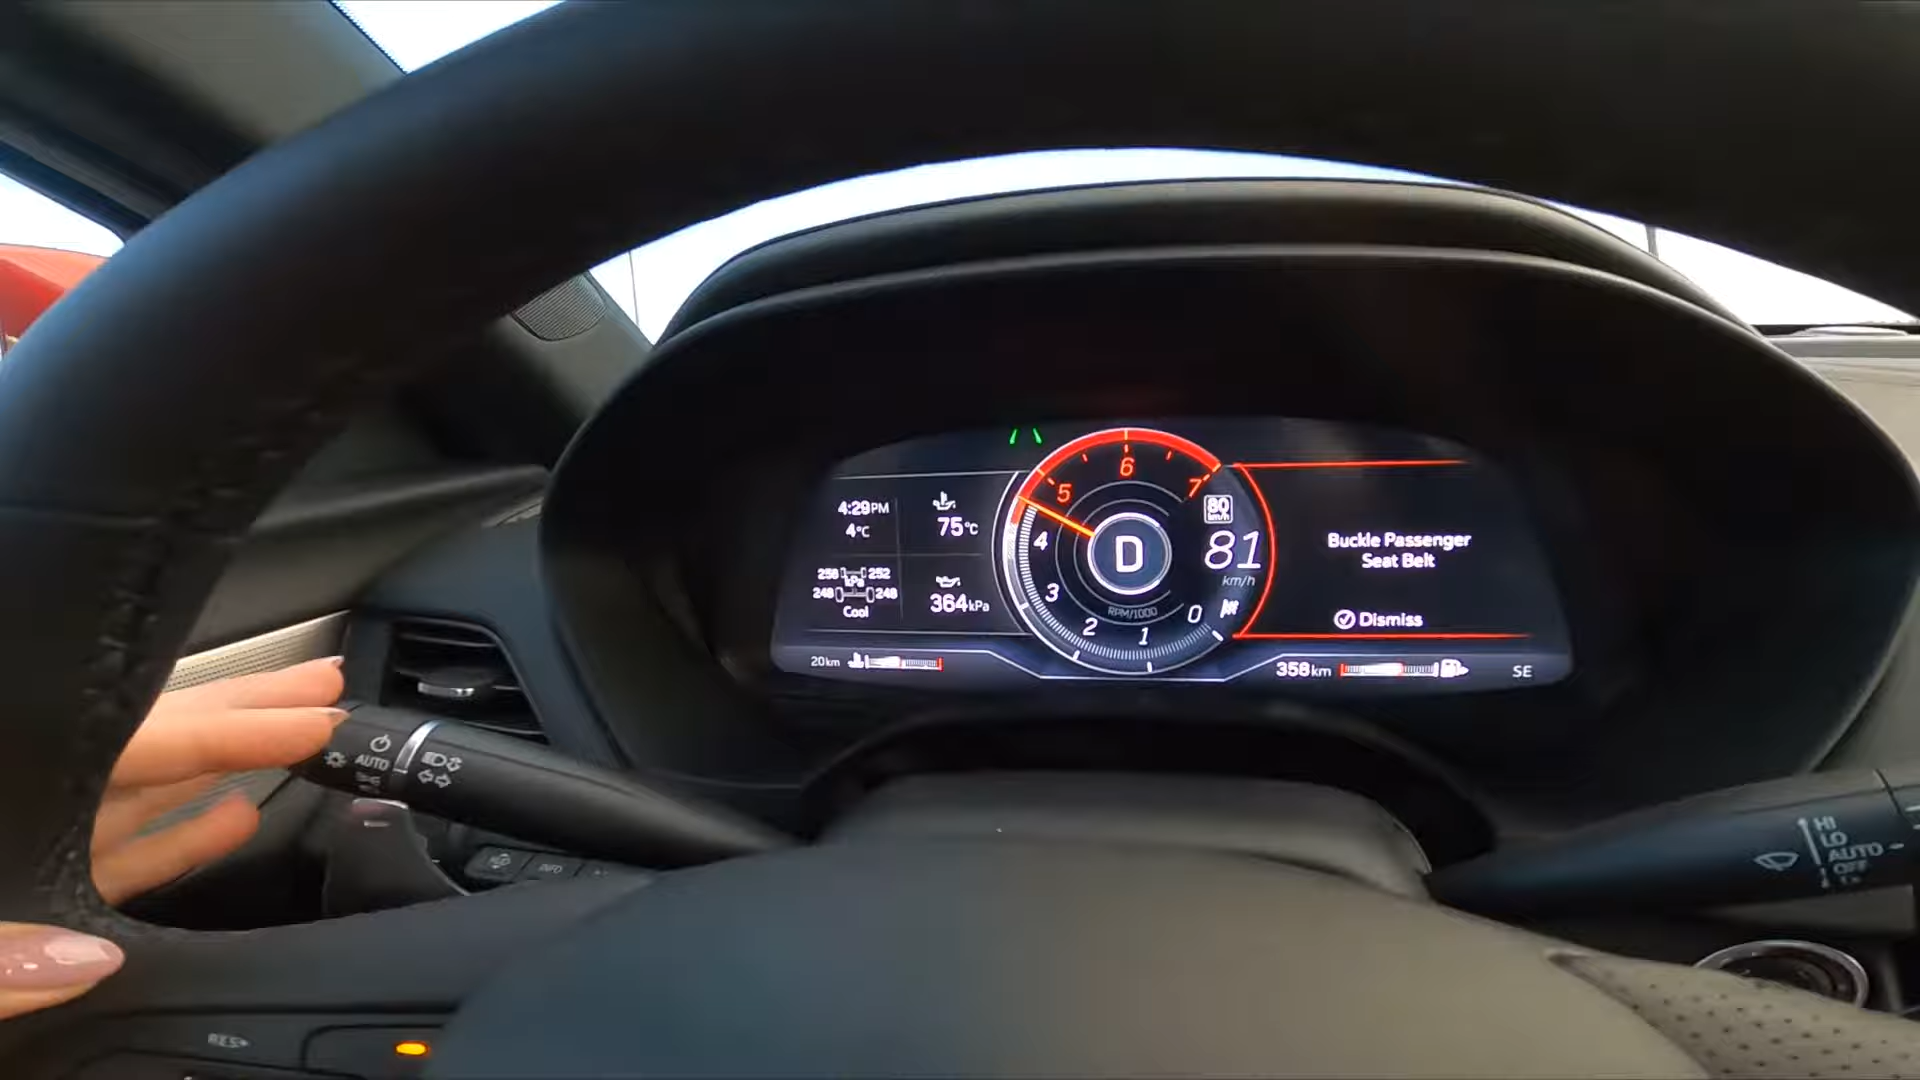 4:29PM
4°C
75°C
258 252
kPa
248 248
Cool
364kPa
20km
4
5
6
7
3
2
1
0
D
RPM/1000
80
km/h
81
km/h
Buckle Passenger
Seat Belt
Dismiss
358km
SE
AUTO
INFO
HI
LO
AUTO
OFF
RES+